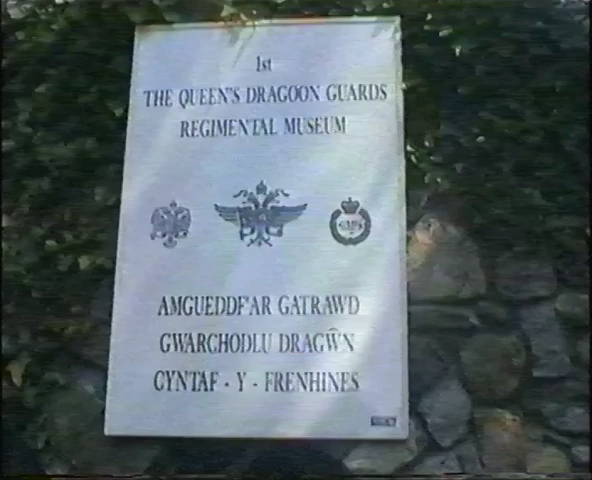 1st
THE QUEEN'S DRAGOON GUARDS
REGIMENTAL MUSEUM
AMGUEDDF'AR GATRAWD
GWARCHODLU DRAGŴN
CYNTAF - Y - FRENHINES